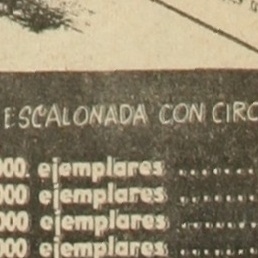 ESCALONADA CON CIRC
000. ejemplares ......
000 ejemplares ......
000 ejemplares ......
000 ejemplares ......